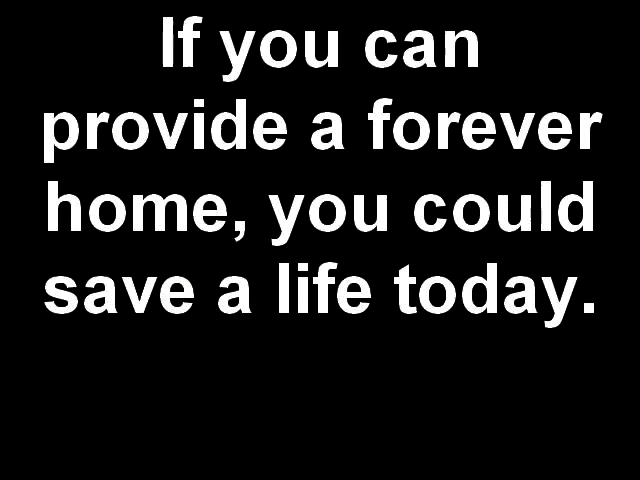 If you can
provide a forever
home, you could
save a life today.